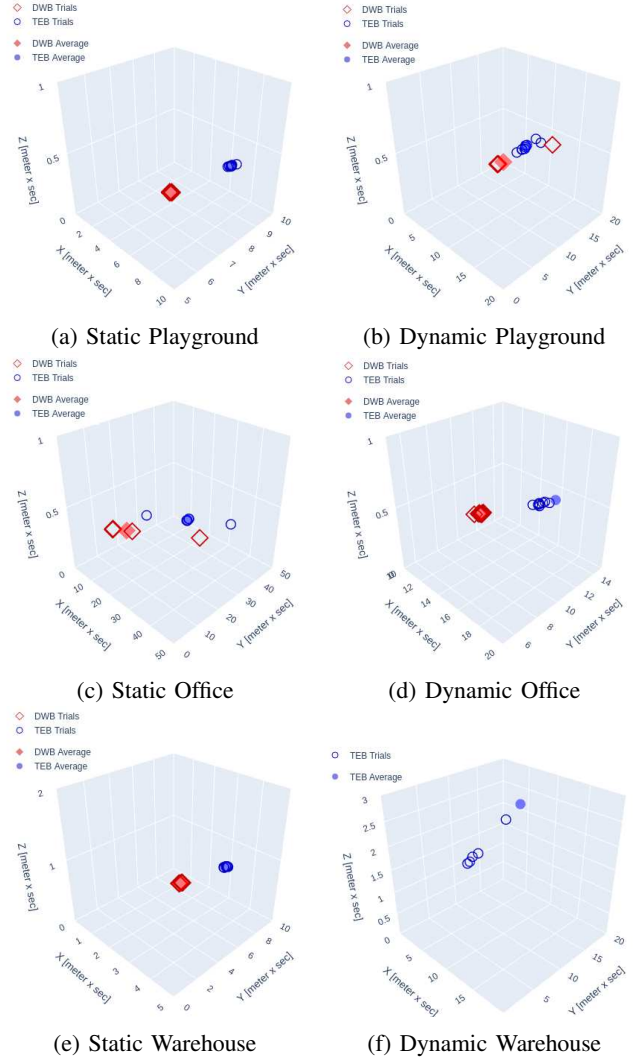 DWB Trials
TEB Trials
DWB Average
TEB Average
1
0.5
Z [meter x sec]
0
2
4
6
8
10
X [meter x sec]
5
6
7
8
9
10
Y [meter x sec]
(a) Static Playground
DWB Trials
TEB Trials
DWB Average
TEB Average
1
0.5
Z [meter x sec]
0
5
10
15
20
X [meter x sec]
0
5
10
15
20
Y [meter x sec]
(b) Dynamic Playground
DWB Trials
TEB Trials
DWB Average
TEB Average
1
0.5
Z [meter x sec]
0
10
20
30
40
50
X [meter x sec]
0
10
20
30
40
50
Y [meter x sec]
(c) Static Office
DWB Trials
TEB Trials
DWB Average
TEB Average
1
0.5
Z [meter x sec]
12
14
16
18
20
X [meter x sec]
6
8
10
12
14
Y [meter x sec]
(d) Dynamic Office
DWB Trials
TEB Trials
DWB Average
TEB Average
2
1
Z [meter x sec]
0
1
2
3
4
5
X [meter x sec]
0
2
4
6
8
10
Y [meter x sec]
(e) Static Warehouse
TEB Trials
TEB Average
3
2.5
2
1.5
1
0.5
Z [meter x sec]
0
5
10
15
X [meter x sec]
5
10
15
20
Y [meter x sec]
(f) Dynamic Warehouse